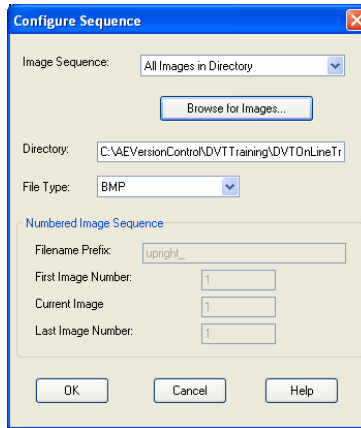 Configure Sequence
Image Sequence: All Images in Directory
Browse for Images...
Directory: C:\AEVersionControl\DVTTraining\DVTOnLineTr
File Type: BMP
Numbered Image Sequence
Filename Prefix: upright_
First Image Number: 1
Current Image 1
Last Image Number: 1
OK Cancel Help